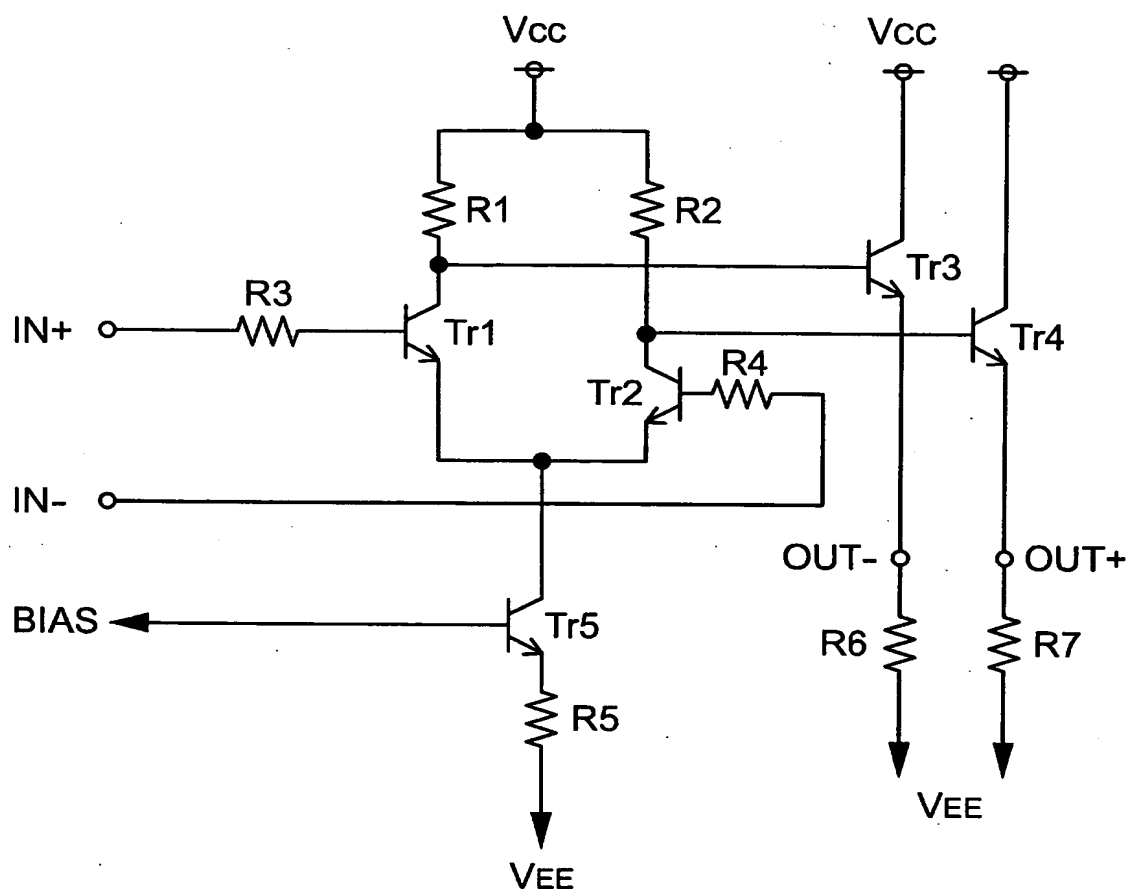 Vcc
Vcc
R1
R2
R3
Tr3
IN+
Tr1
Tr4
R4
Tr2
IN-
OUT-
OUT+
BIAS
Tr5
R6
R7
R5
VEE
VEE